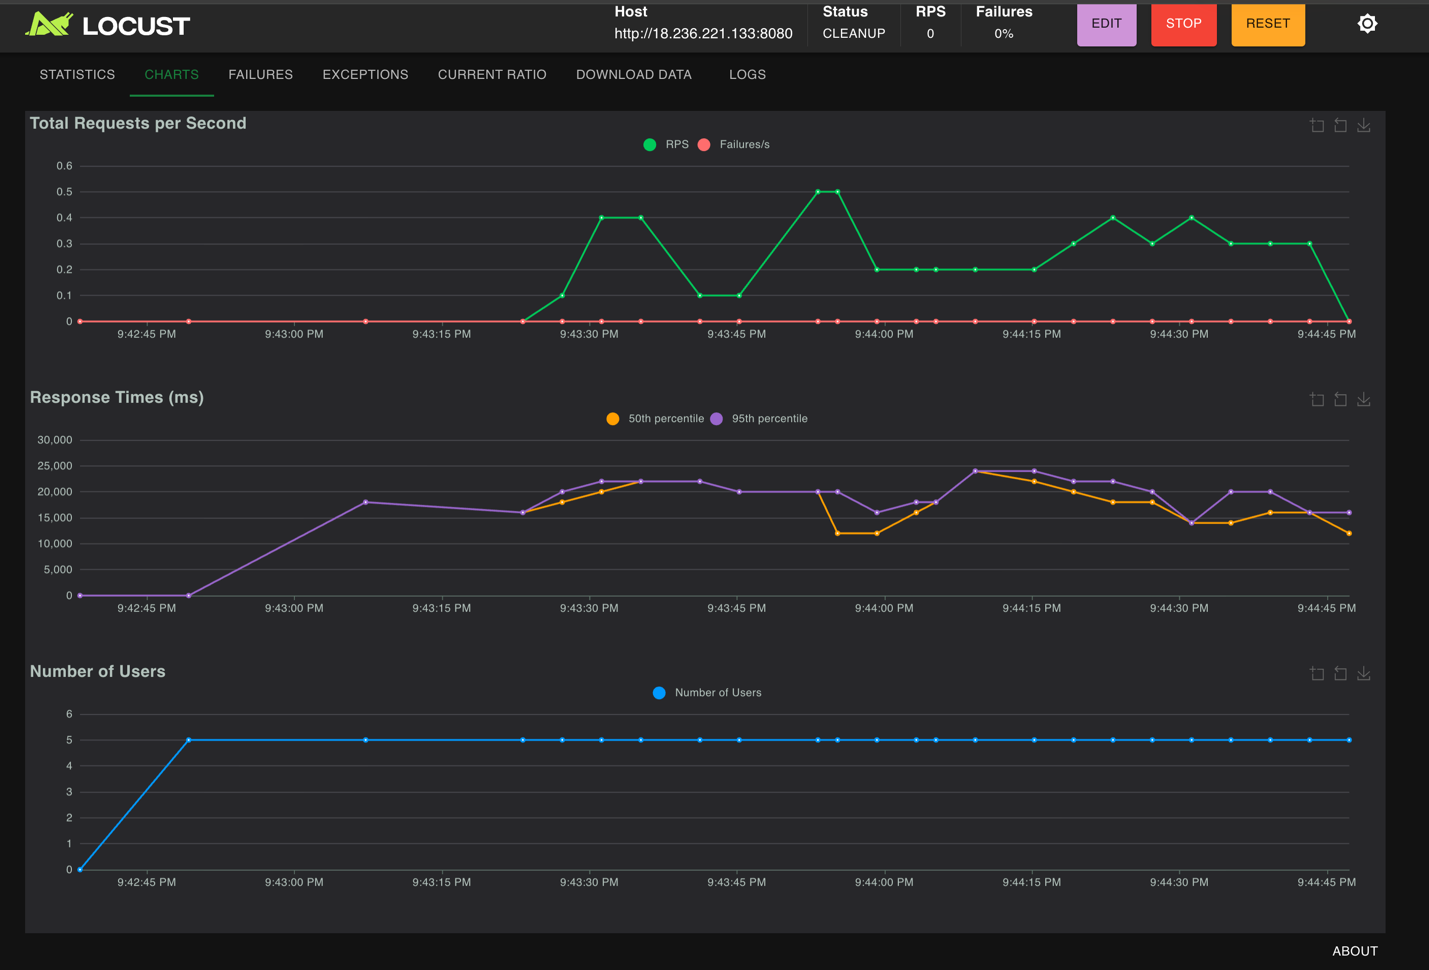 LOCUST
Host
http://18.236.221.133:8080
Status
CLEANUP
RPS
0
Failures
0%
EDIT
STOP
RESET
STATISTICS
CHARTS
FAILURES
EXCEPTIONS
CURRENT RATIO
DOWNLOAD DATA
LOGS
Total Requests per Second
RPS
Failures/s
0.6
0.5
0.4
0.3
0.2
0.1
0
9:42:45 PM
9:43:00 PM
9:43:15 PM
9:43:30 PM
9:43:45 PM
9:44:00 PM
9:44:15 PM
9:44:30 PM
9:44:45 PM
Response Times (ms)
50th percentile
95th percentile
30,000
25,000
20,000
15,000
10,000
5,000
0
9:42:45 PM
9:43:00 PM
9:43:15 PM
9:43:30 PM
9:43:45 PM
9:44:00 PM
9:44:15 PM
9:44:30 PM
9:44:45 PM
Number of Users
Number of Users
6
5
4
3
2
1
0
9:42:45 PM
9:43:00 PM
9:43:15 PM
9:43:30 PM
9:43:45 PM
9:44:00 PM
9:44:15 PM
9:44:30 PM
9:44:45 PM
ABOUT